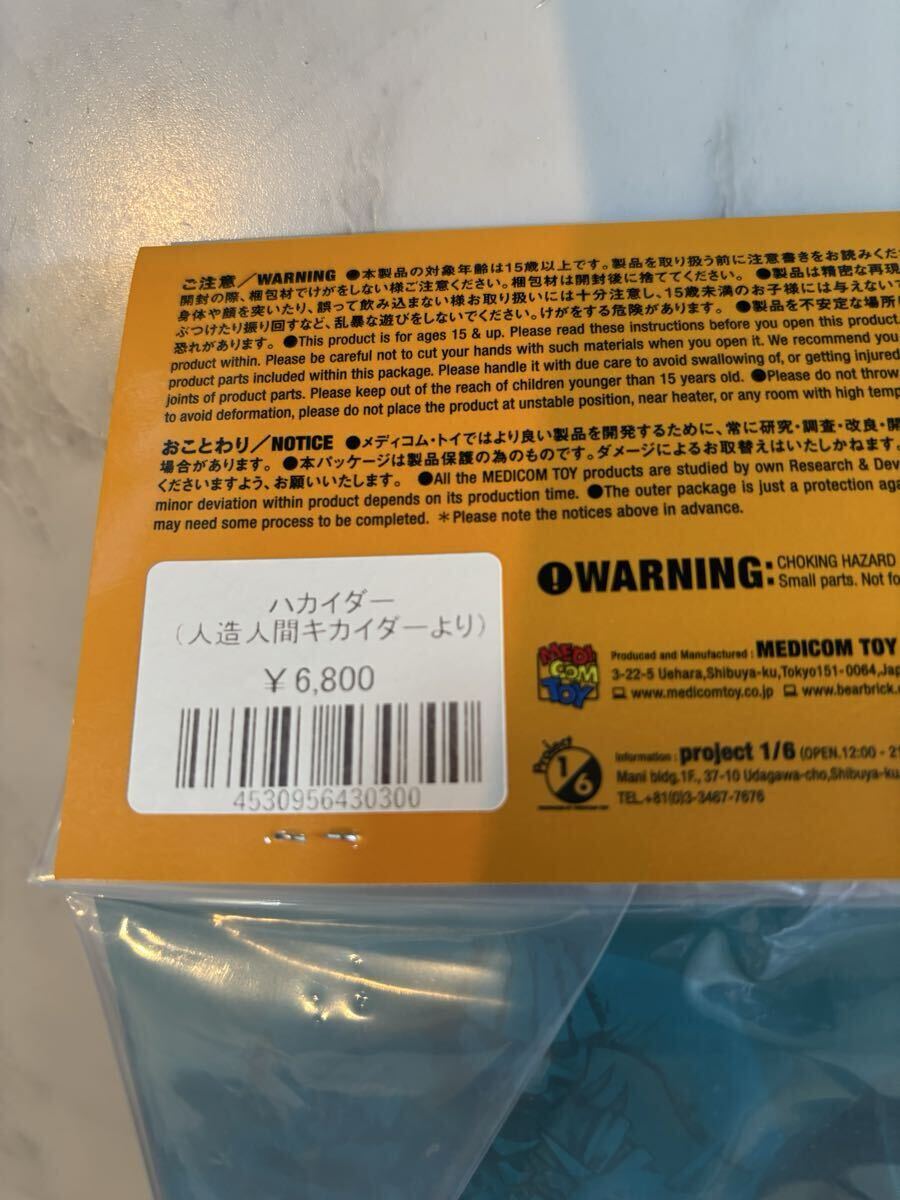 ご注意／WARNING ●本製品の対象年齢は15歳以上です。製品を取り扱う前に注意書きをお読みくだ
開封の際、梱包材でけがをしない様ご注意ください。梱包材は開封後に捨ててください。 ●製品は精密な再現
身体や顔を突いたり、誤って飲み込まない様お取り扱いには十分注意し、15歳未満のお子様には与えないで
ぶつけたり振り回すなど、乱暴な遊びをしないでください。けがをする危険があります。 ●製品を不安定な場所
恐れがあります。 ●This product is for ages 15 & up. Please read these instructions before you open this product.
product within. Please be careful not to cut your hands with such materials when you open it. We recommend you
product parts included within this package. Please handle it with due care to avoid swallowing of, or getting injured
joints of product parts. Please keep out of the reach of children younger than 15 years old. ●Please do not throw
to avoid deformation, please do not place the product at unstable position, near heater, or any room with high temp
おことわり／NOTICE ●メディコム・トイではより良い製品を開発するために、常に研究・調査・改良・開
場合があります。 ●本パッケージは製品保護の為のものです。ダメージによるお取替えはいたしかねます。
くださいますよう、お願いいたします。 ●All the MEDICOM TOY products are studied by own Research & Deve
minor deviation within product depends on its production time. ●The outer package is just a protection aga
may need some process to be completed. ＊Please note the notices above in advance.
WARNING: CHOKING HAZARD
Small parts. Not fo
ハカイダー
（人造人間キカイダーより）
￥6,800
4530956430300
MEDI
COM
TOY
Produced and Manufactured : MEDICOM TOY
3-22-5 Uehara,Shibuya-ku,Tokyo151-0064,Jap
www.medicomtoy.co.jp www.bearbrick.c
Project
1/6
Information : project 1/6 (OPEN.12:00 - 21
Mani bldg.1F., 37-10 Udagawa-cho,Shibuya-ku
TEL.+81(0)3-3467-7676